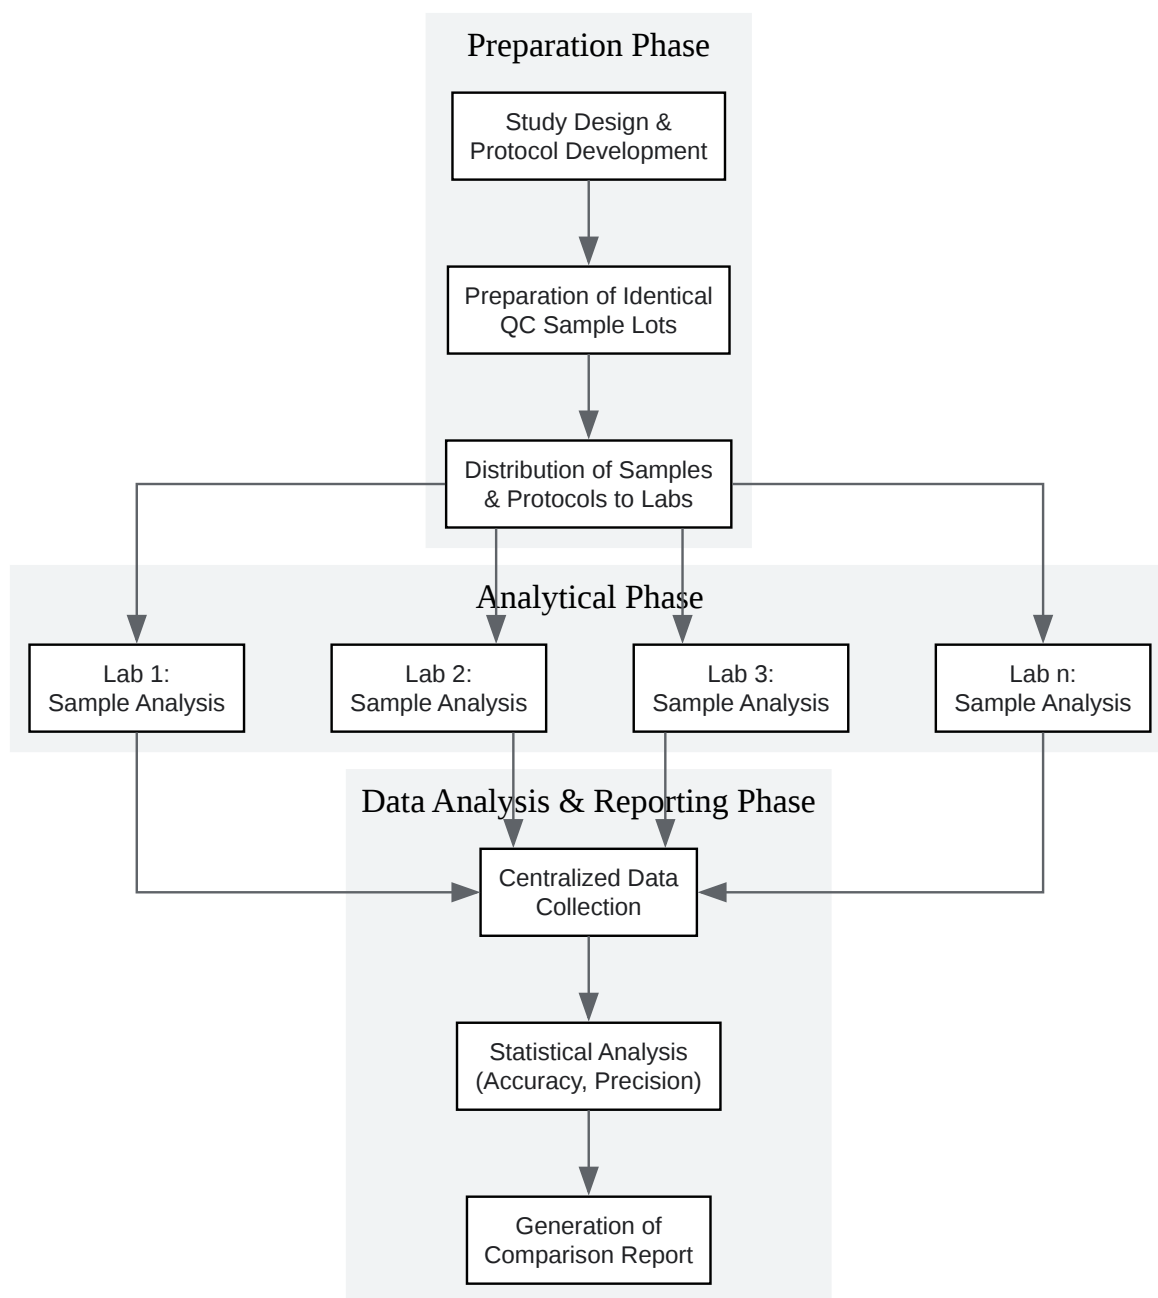 Preparation Phase
Study Design &
Protocol Development
Preparation of Identical
QC Sample Lots
Distribution of Samples
& Protocols to Labs
Analytical Phase
Lab 1:
Sample Analysis
Lab 2:
Sample Analysis
Lab 3:
Sample Analysis
Lab n:
Sample Analysis
Data Analysis & Reporting Phase
Centralized Data
Collection
Statistical Analysis
(Accuracy, Precision)
Generation of
Comparison Report